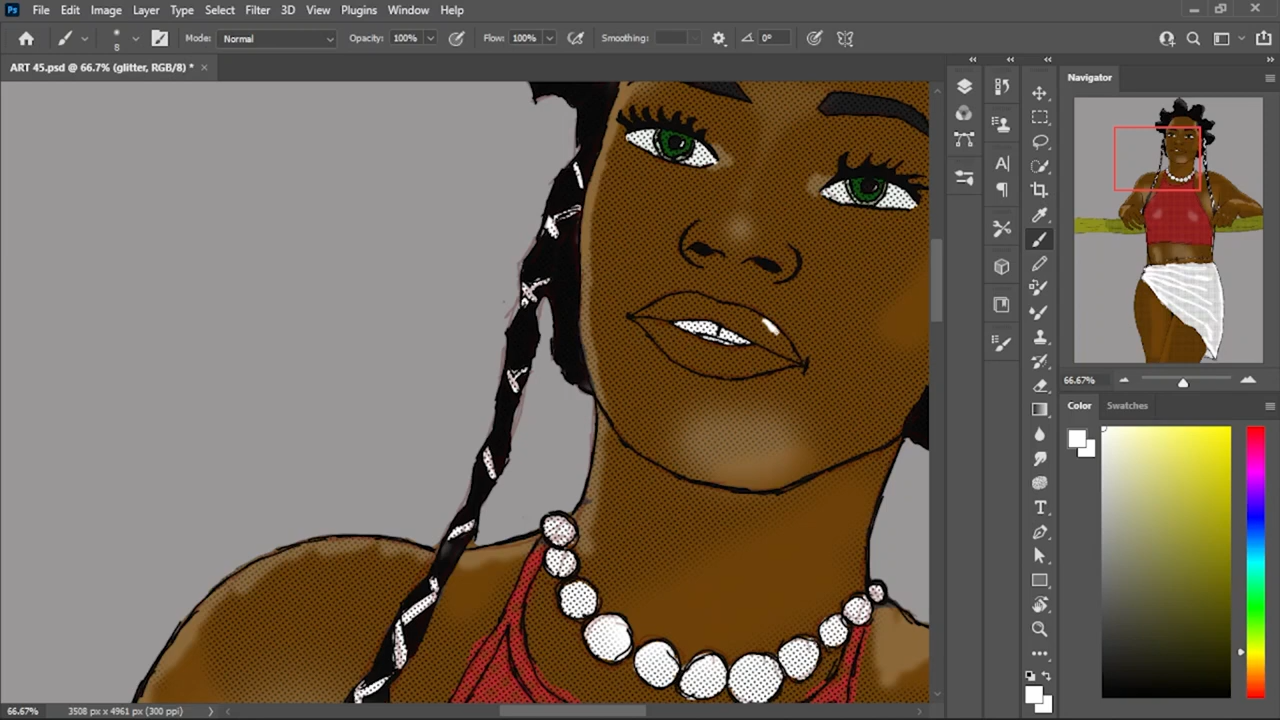 Ps File Edit Image Layer Type Select Filter 3D View Plugins Window Help
8 Mode: Normal Opacity: 100% Flow: 100% Smoothing: 0°
ART 45.psd @ 66.7% (glitter, RGB/8) *
Navigator
66.67%
Color Swatches
66.67% 3508 px x 4961 px (300 ppi)